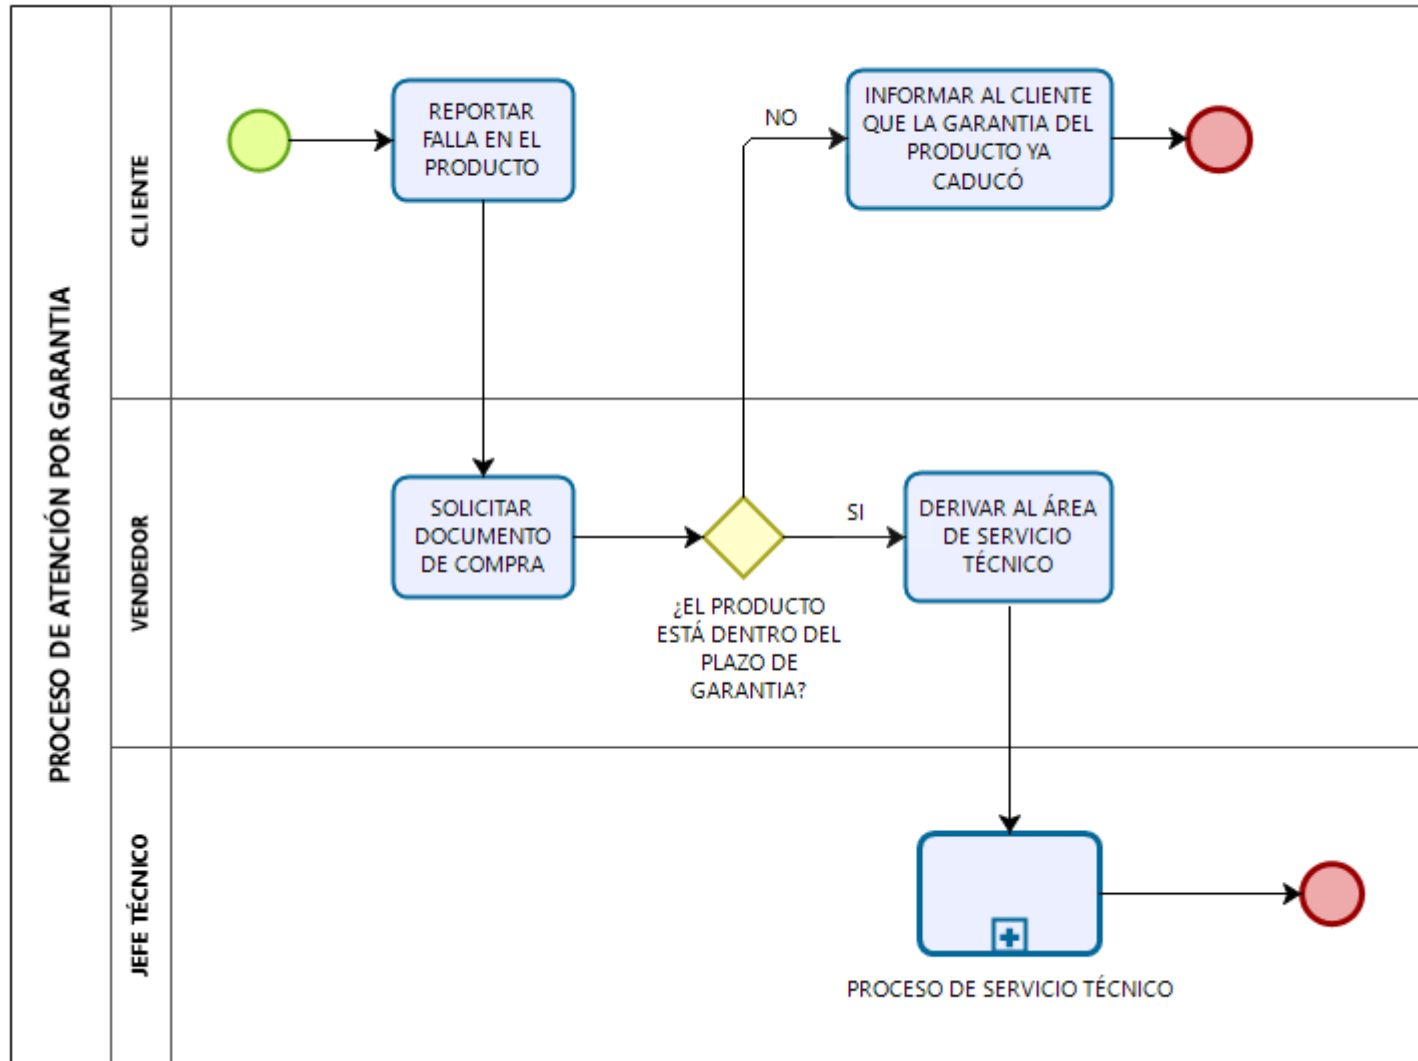 PROCESO DE ATENCIÓN POR GARANTIA
CLIENTE
REPORTAR
FALLA EN EL
PRODUCTO
NO
INFORMAR AL CLIENTE
QUE LA GARANTIA DEL
PRODUCTO YA
CADUCÓ
VENDEDOR
SOLICITAR
DOCUMENTO
DE COMPRA
¿EL PRODUCTO
ESTÁ DENTRO DEL
PLAZO DE
GARANTIA?
SI
DERIVAR AL ÁREA
DE SERVICIO
TÉCNICO
JEFE TÉCNICO
PROCESO DE SERVICIO TÉCNICO